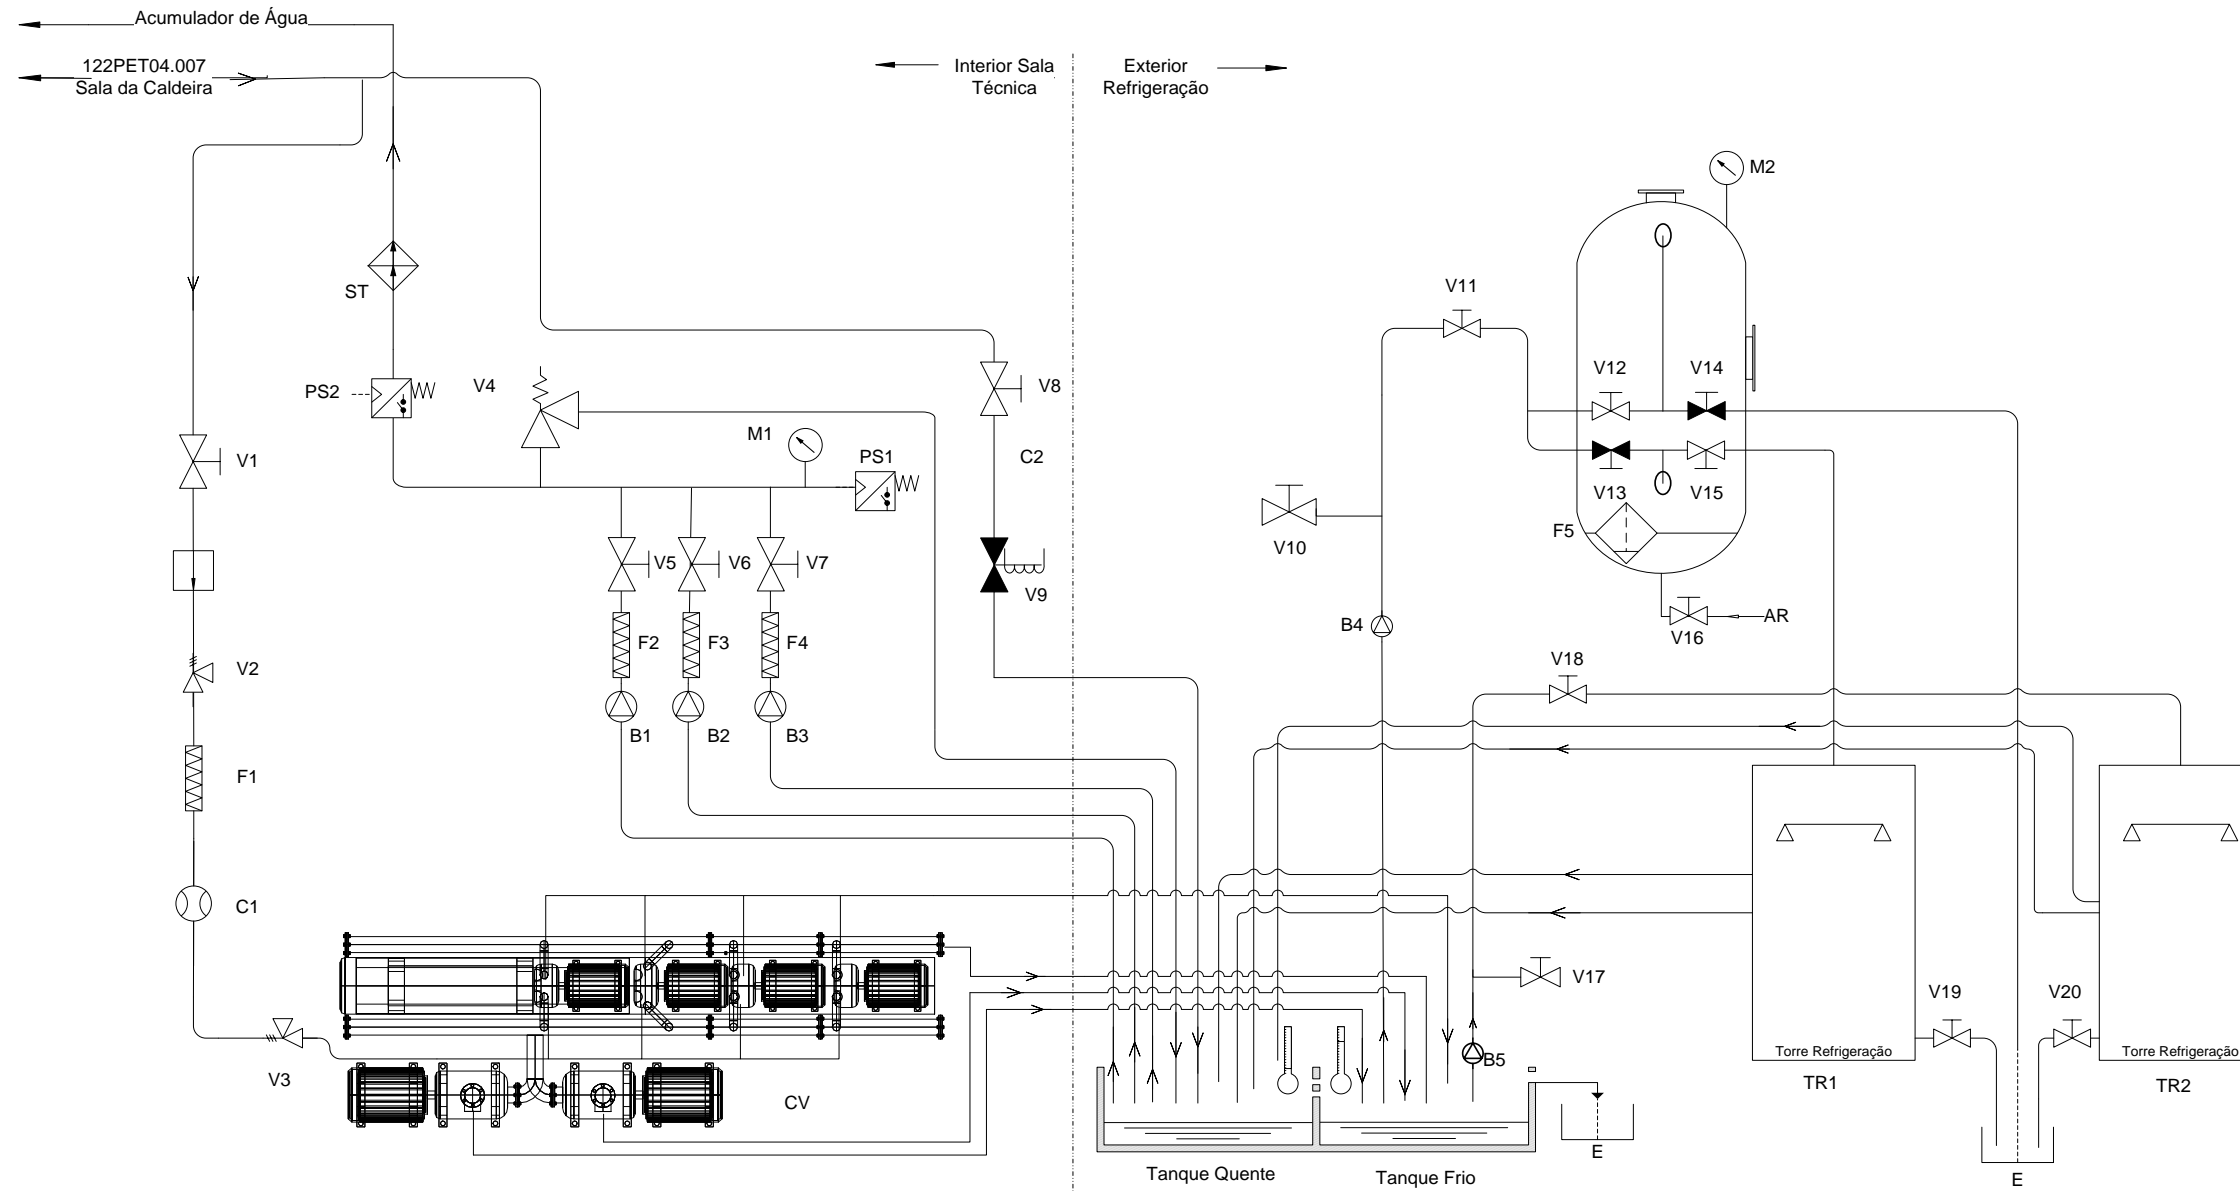 Acumulador de Água
122PET04.007
Sala da Caldeira
Interior Sala
Técnica
Exterior
Refrigeração
M2
ST
V11
PS2
V4
V8
V12
V14
M1
V1
PS1
C2
V13
V15
V10
F5
V5
V6
V7
V9
AR
B4
V16
F2
F3
F4
V2
V18
B1
B2
B3
F1
C1
V17
V19
V20
B5
Torre Refrigeração
Torre Refrigeração
V3
TR1
TR2
CV
E
Tanque Quente
Tanque Frio
E